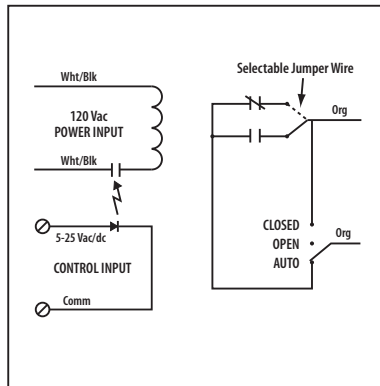 Wht/Blk
120 Vac
POWER INPUT
Wht/Blk
5-25 Vac/dc
CONTROL INPUT
Comm
Selectable Jumper Wire
Org
CLOSED
OPEN
AUTO
Org